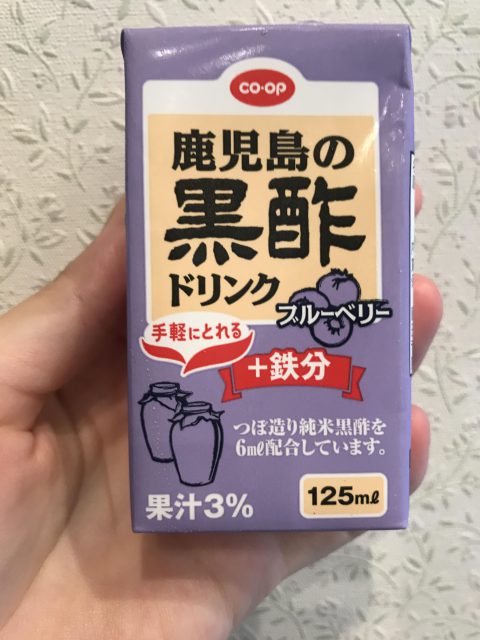 CO·OP
鹿児島の
黒酢
ドリンク
ブルーベリー
手軽にとれる
+鉄分
つぼ造り純米黒酢を
6ml配合しています。
果汁3%
125ml